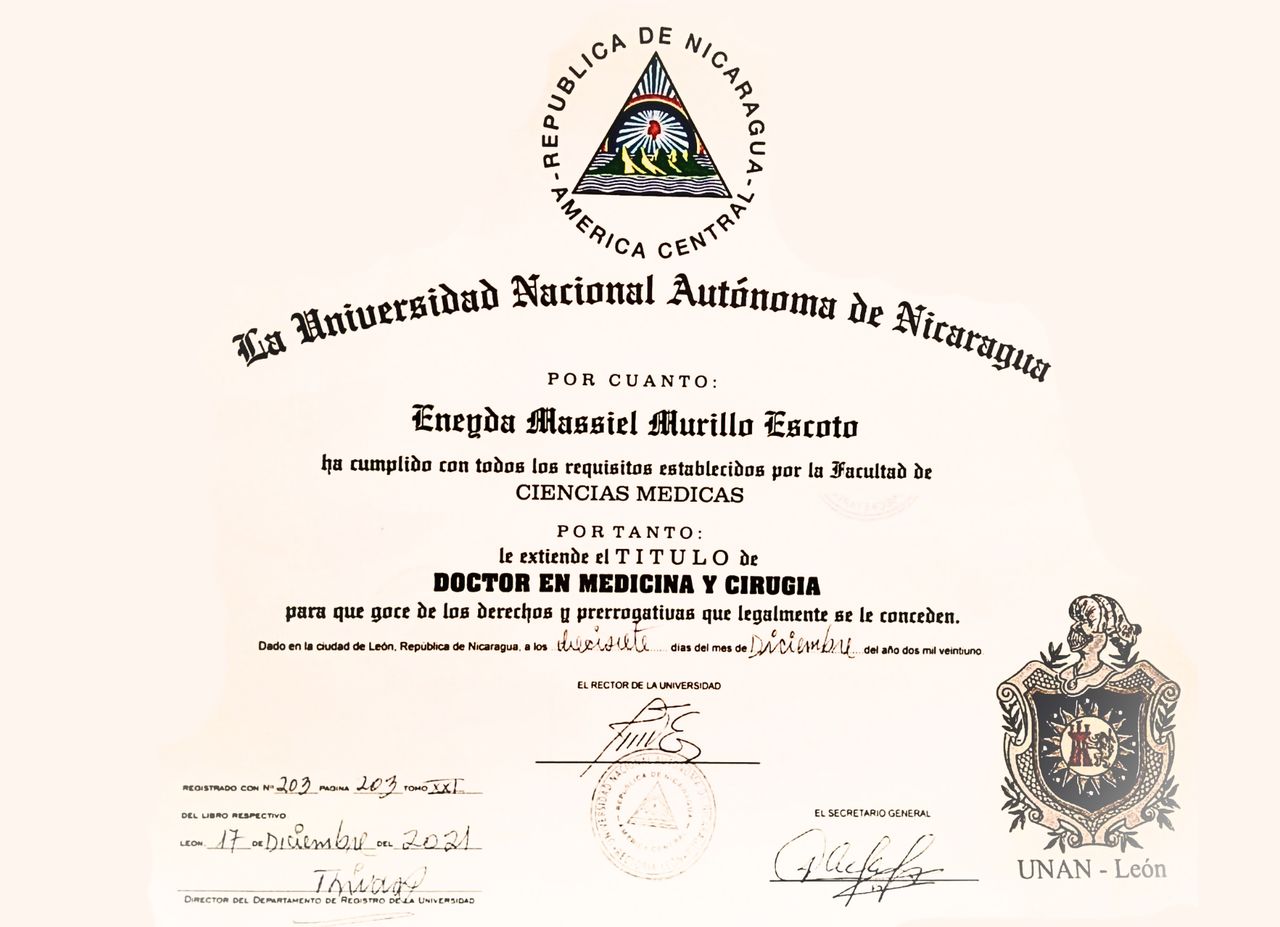 - REPUBLICA DE NICARAGUA -
AMERICA CENTRAL
La Universidad Nacional Autónoma de Nicaragua
POR CUANTO:
Eneyda Massiel Murillo Escoto
ha cumplido con todos los requisitos establecidos por la Facultad de
CIENCIAS MEDICAS
POR TANTO:
le extiende el TITULO de
DOCTOR EN MEDICINA Y CIRUGIA
para que goce de los derechos y prerrogativas que legalmente se le conceden.
Dado en la ciudad de León, República de Nicaragua, a los diecisiete días del mes de Diciembre del año dos mil veintiuno
EL RECTOR DE LA UNIVERSIDAD
REGISTRADO CON Nº 203 PAGINA 203 TOMO XXI
DEL LIBRO RESPECTIVO
LEON, 17 DE Diciembre DEL 2021
DIRECTOR DEL DEPARTAMENTO DE REGISTRO DE LA UNIVERSIDAD
EL SECRETARIO GENERAL
UNAN - León